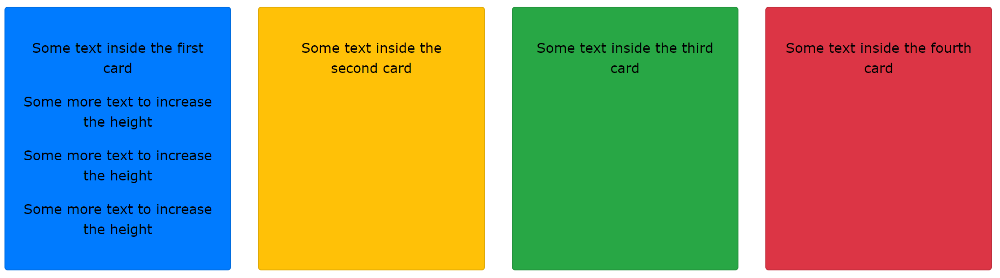 Some text inside the first
card
Some more text to increase
the height
Some more text to increase
the height
Some more text to increase
the height
Some text inside the
second card
Some text inside the third
card
Some text inside the fourth
card